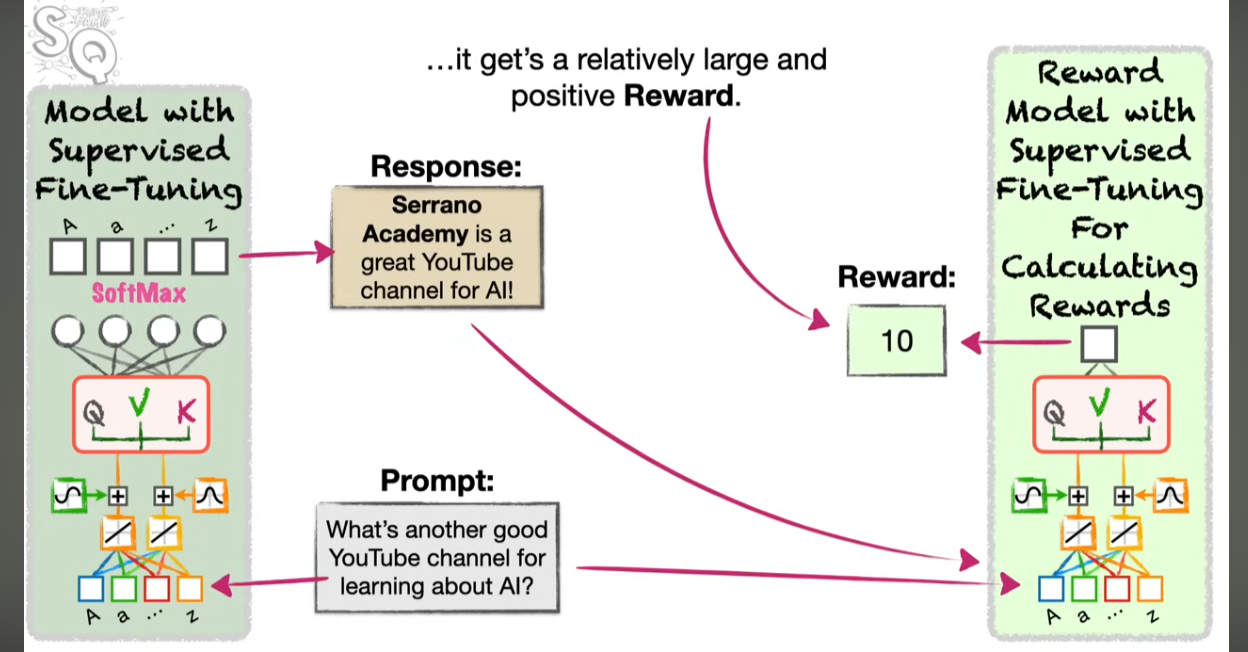 SQ
…it get's a relatively large and
positive Reward.
Model with
Supervised
Fine-Tuning
A a ... z
SoftMax
Q V K
A a ... z
Response:
Serrano
Academy is a
great YouTube
channel for AI!
Prompt:
What's another good
YouTube channel for
learning about AI?
Reward:
10
Reward
Model with
Supervised
Fine-Tuning
For
Calculating
Rewards
Q V K
A a ... z